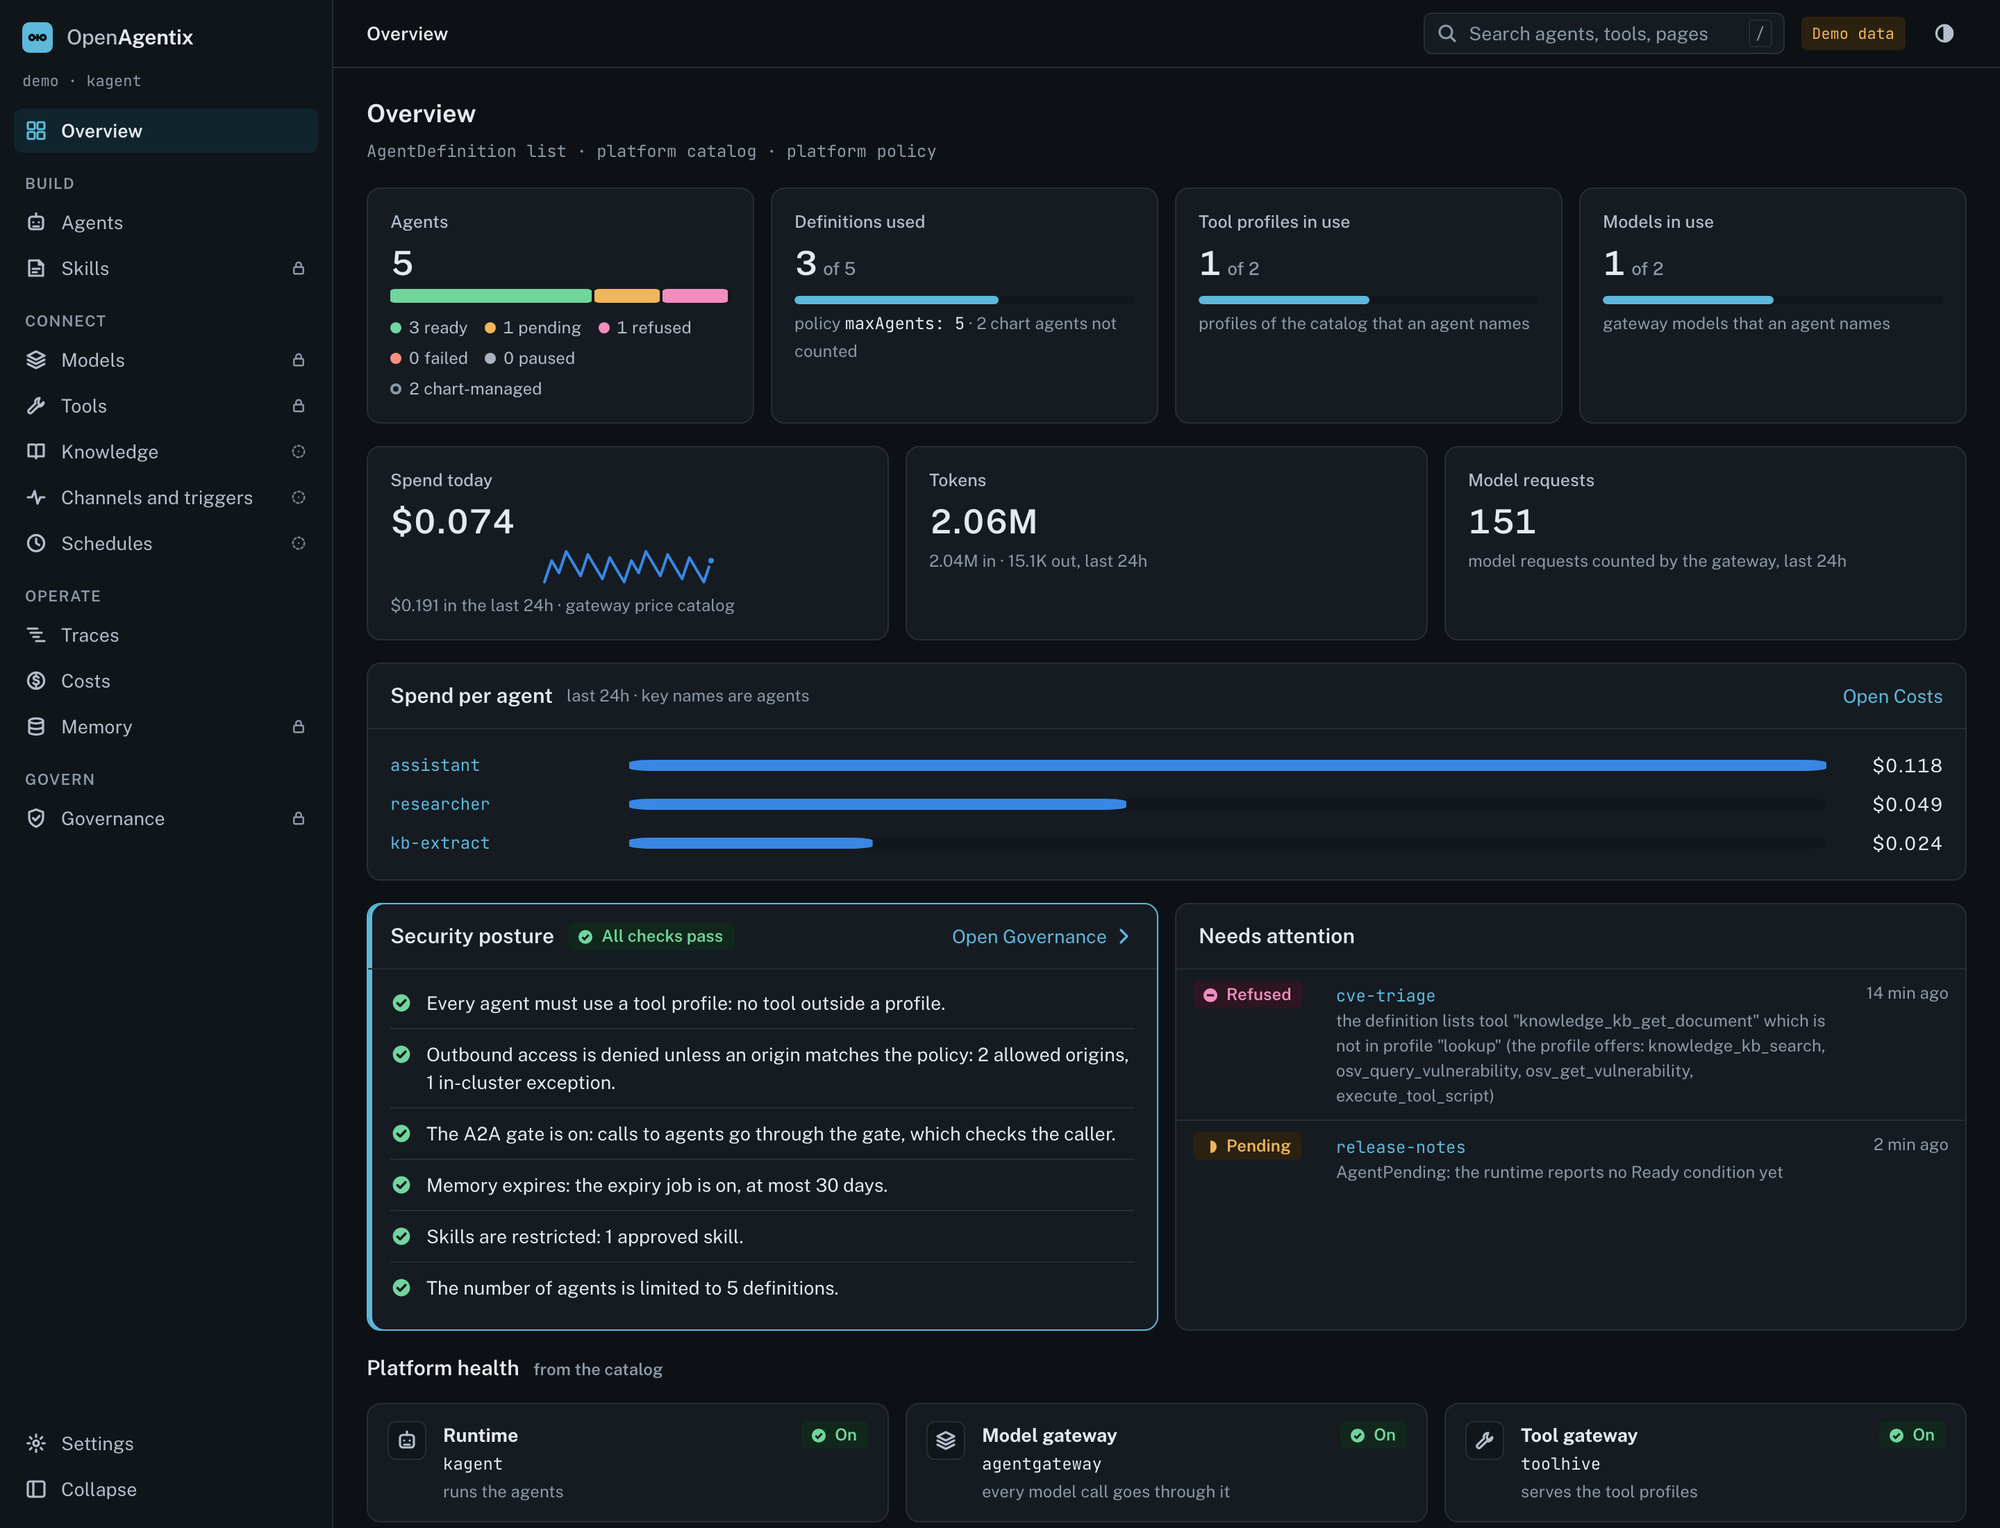 OpenAgentix
demo · kagent
Overview
BUILD
Agents
Skills
CONNECT
Models
Tools
Knowledge
Channels and triggers
Schedules
OPERATE
Traces
Costs
Memory
GOVERN
Governance
Settings
Collapse
Overview
Search agents, tools, pages /
Demo data
Overview
AgentDefinition list · platform catalog · platform policy
Agents
5
3 ready 1 pending 1 refused
0 failed 0 paused
2 chart-managed
Definitions used
3 of 5
policy maxAgents: 5 · 2 chart agents not
counted
Tool profiles in use
1 of 2
profiles of the catalog that an agent names
Models in use
1 of 2
gateway models that an agent names
Spend today
$0.074
$0.191 in the last 24h · gateway price catalog
Tokens
2.06M
2.04M in · 15.1K out, last 24h
Model requests
151
model requests counted by the gateway, last 24h
Spend per agent last 24h · key names are agents
Open Costs
assistant $0.118
researcher $0.049
kb-extract $0.024
Security posture All checks pass Open Governance
Every agent must use a tool profile: no tool outside a profile.
Outbound access is denied unless an origin matches the policy: 2 allowed origins,
1 in-cluster exception.
The A2A gate is on: calls to agents go through the gate, which checks the caller.
Memory expires: the expiry job is on, at most 30 days.
Skills are restricted: 1 approved skill.
The number of agents is limited to 5 definitions.
Needs attention
Refused cve-triage 14 min ago
the definition lists tool "knowledge_kb_get_document" which is
not in profile "lookup" (the profile offers: knowledge_kb_search,
osv_query_vulnerability, osv_get_vulnerability,
execute_tool_script)
Pending release-notes 2 min ago
AgentPending: the runtime reports no Ready condition yet
Platform health from the catalog
Runtime On
kagent
runs the agents
Model gateway On
agentgateway
every model call goes through it
Tool gateway On
toolhive
serves the tool profiles